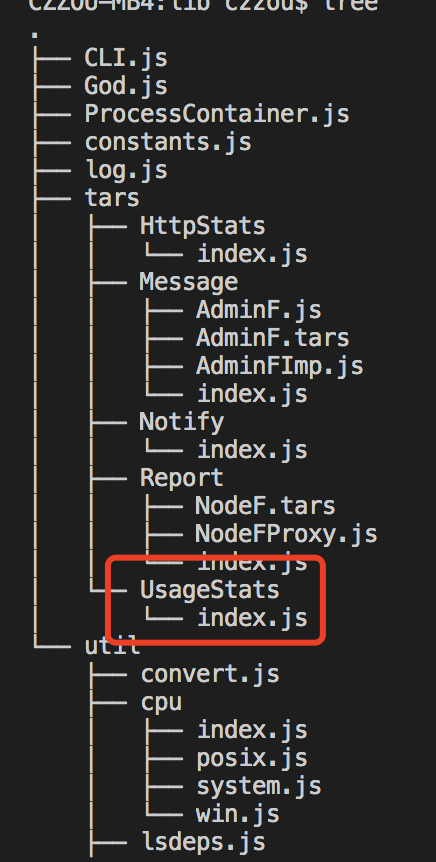 CZZOU-MB4:lib czzou$ tree
.
├── CLI.js
├── God.js
├── ProcessContainer.js
├── constants.js
├── log.js
├── tars
│   ├── HttpStats
│   │   └── index.js
│   ├── Message
│   │   ├── AdminF.js
│   │   ├── AdminF.tars
│   │   ├── AdminFImp.js
│   │   └── index.js
│   ├── Notify
│   │   └── index.js
│   ├── Report
│   │   ├── NodeF.tars
│   │   ├── NodeFProxy.js
│   │   └── index.js
│   └── UsageStats
│       └── index.js
└── util
    ├── convert.js
    ├── cpu
    │   ├── index.js
    │   ├── posix.js
    │   ├── system.js
    │   └── win.js
    ├── lsdeps.js